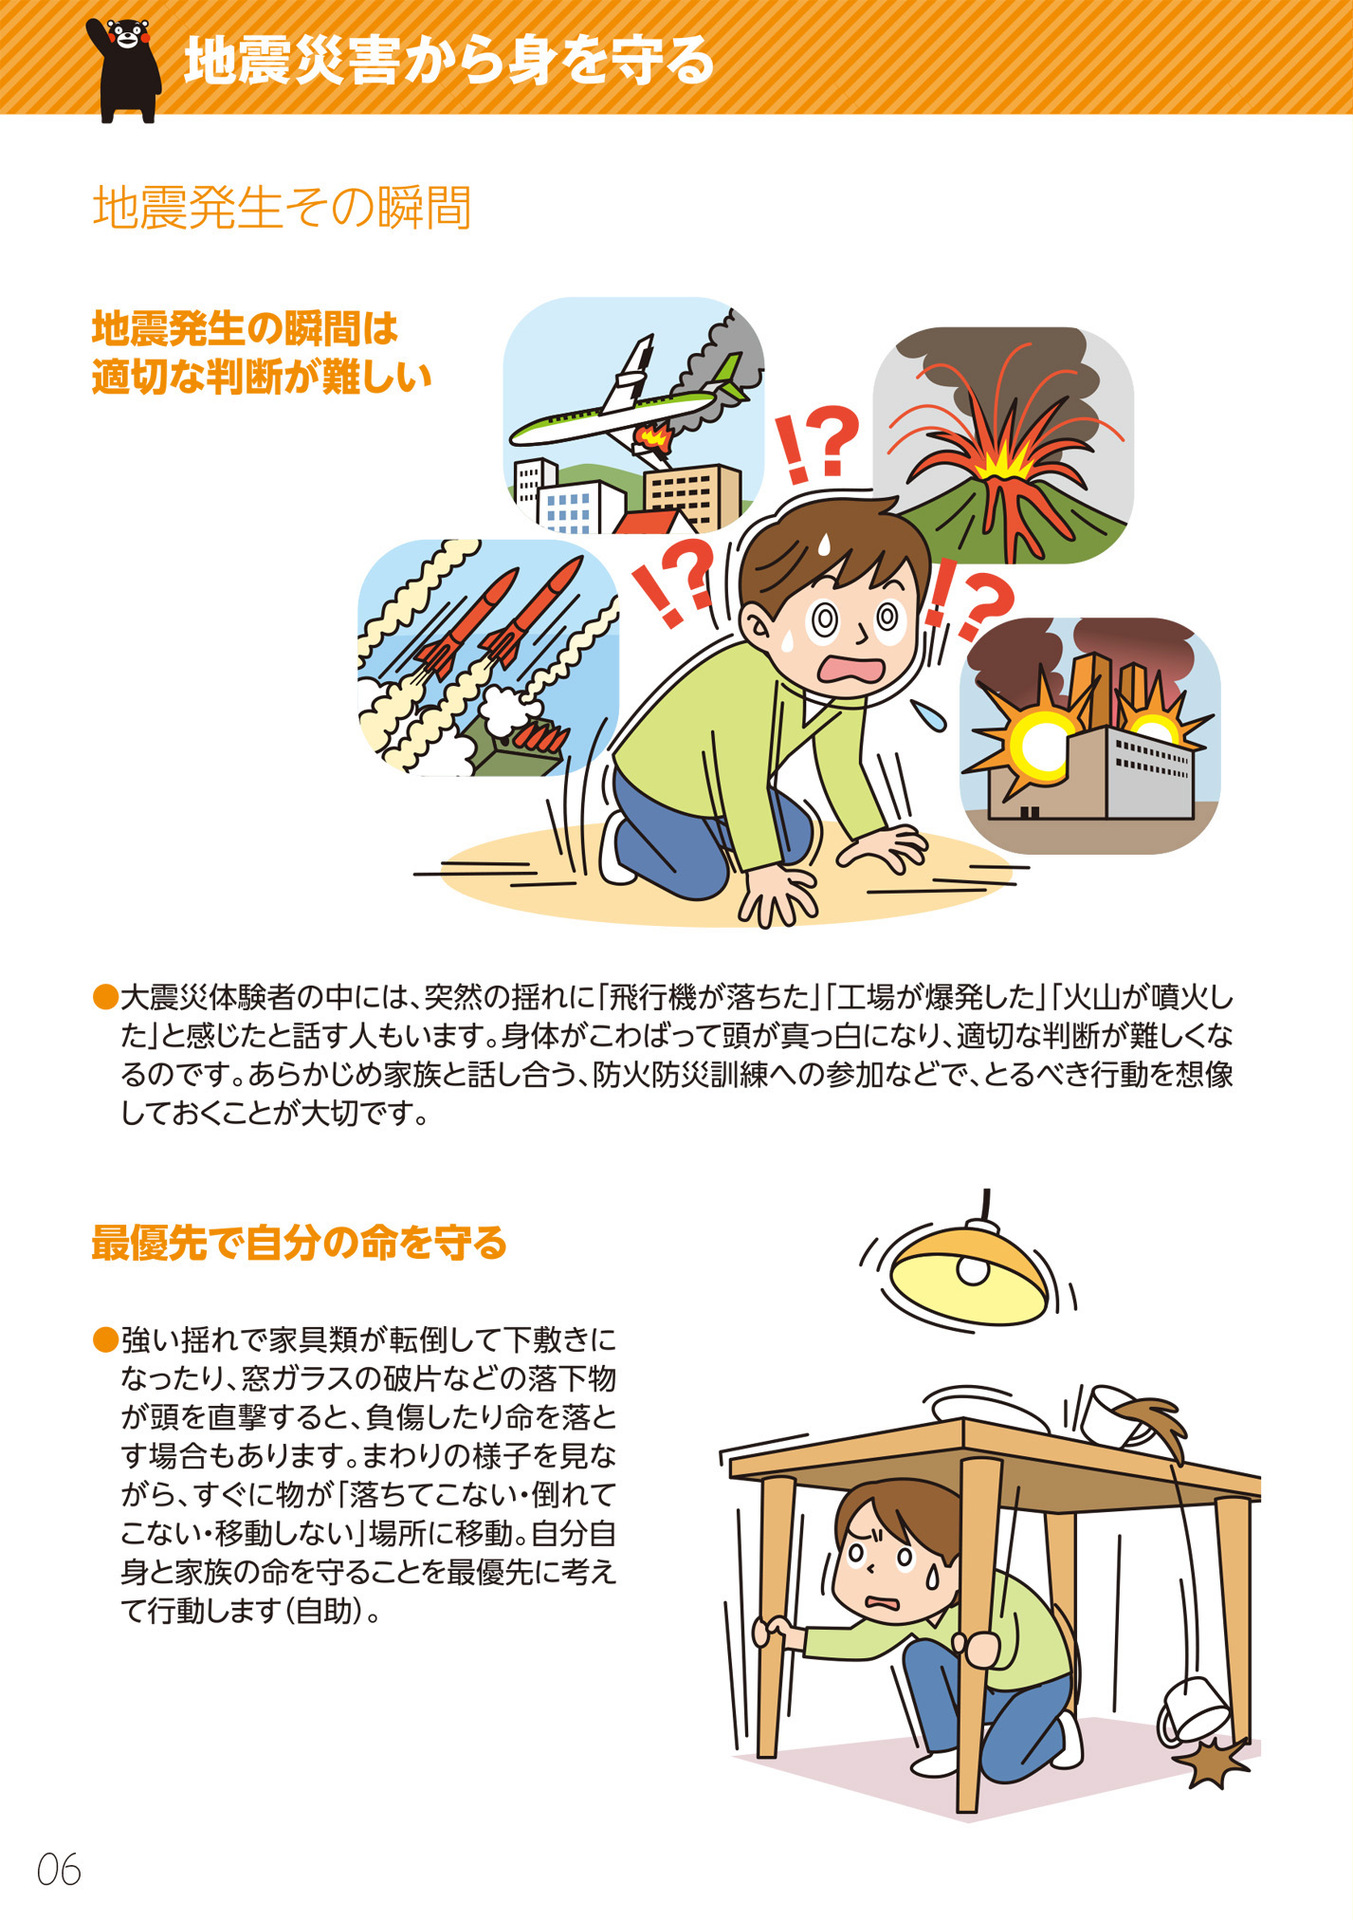 地震災害から身を守る
地震発生その瞬間
地震発生の瞬間は
適切な判断が難しい
!?
!?
!?
●大震災体験者の中には、突然の揺れに「飛行機が落ちた」「工場が爆発した」「火山が噴火し
た」と感じたと話す人もいます。身体がこわばって頭が真っ白になり、適切な判断が難しくな
るのです。あらかじめ家族と話し合う、防火防災訓練への参加などで、とるべき行動を想像
しておくことが大切です。
最優先で自分の命を守る
●強い揺れで家具類が転倒して下敷きに
なったり、窓ガラスの破片などの落下物
が頭を直撃すると、負傷したり命を落と
す場合もあります。まわりの様子を見な
がら、すぐに物が「落ちてこない・倒れて
こない・移動しない」場所に移動。自分自
身と家族の命を守ることを最優先に考え
て行動します（自助）。
06